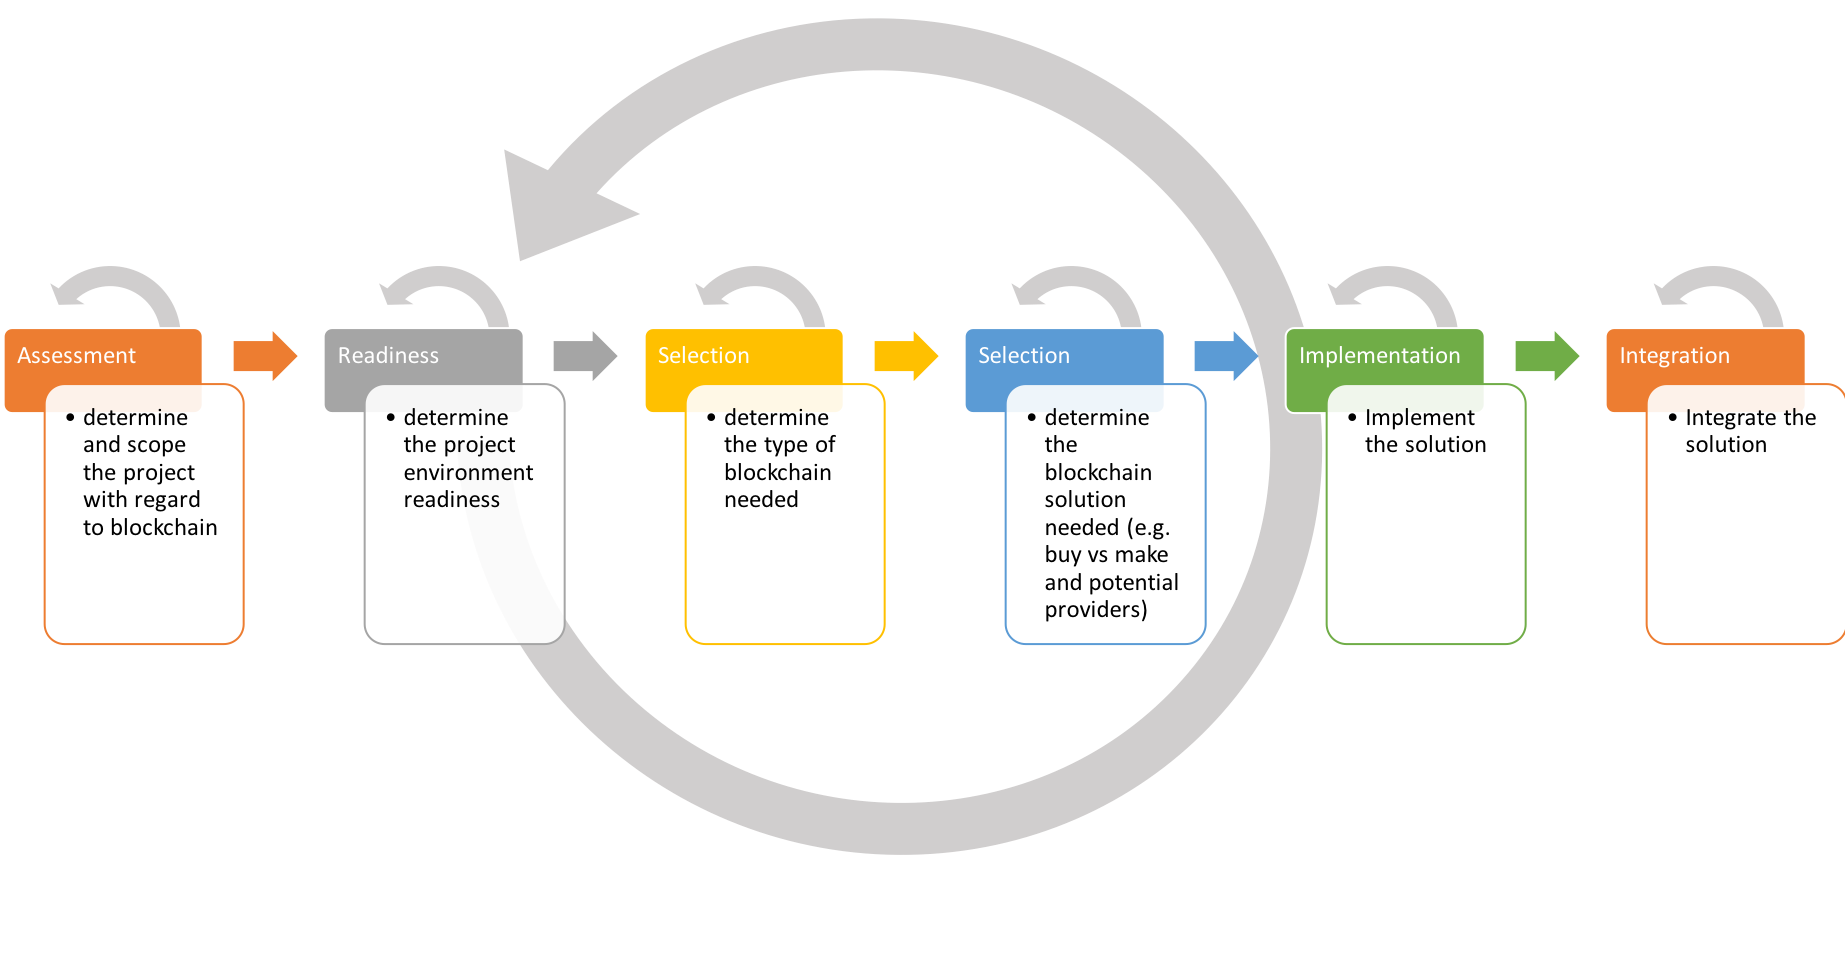 Assessment
• determine
and scope
the project
with regard
to blockchain
Readiness
• determine
the project
environment
readiness
Selection
• determine
the type of
blockchain
needed
Selection
• determine
the
blockchain
solution
needed (e.g.
buy vs make
and potential
providers)
Implementation
• Implement
the solution
Integration
• Integrate the
solution